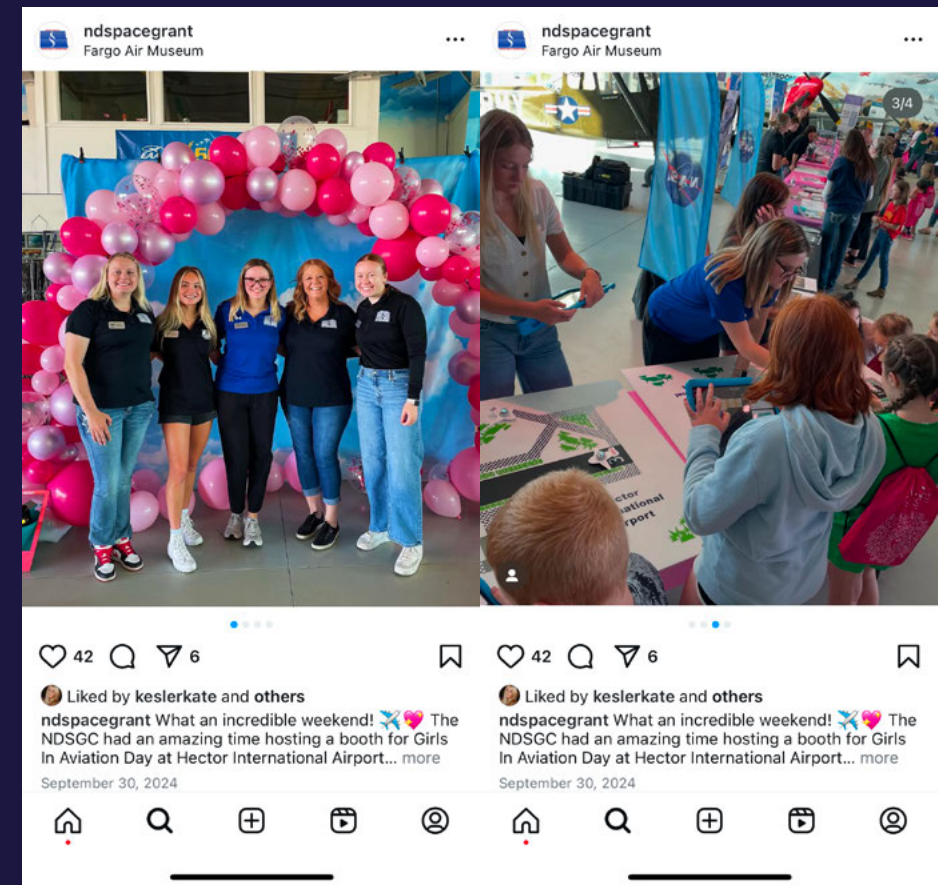 ndspacegrant
Fargo Air Museum
42
6
Liked by keslerkate and others
ndspacegrant What an incredible weekend! ✈️💖 The
NDSGC had an amazing time hosting a booth for Girls
In Aviation Day at Hector International Airport... more
September 30, 2024
ndspacegrant
Fargo Air Museum
3/4
NASA
ctor
national
rport
42
6
Liked by keslerkate and others
ndspacegrant What an incredible weekend! ✈️💖 The
NDSGC had an amazing time hosting a booth for Girls
In Aviation Day at Hector International Airport... more
September 30, 2024